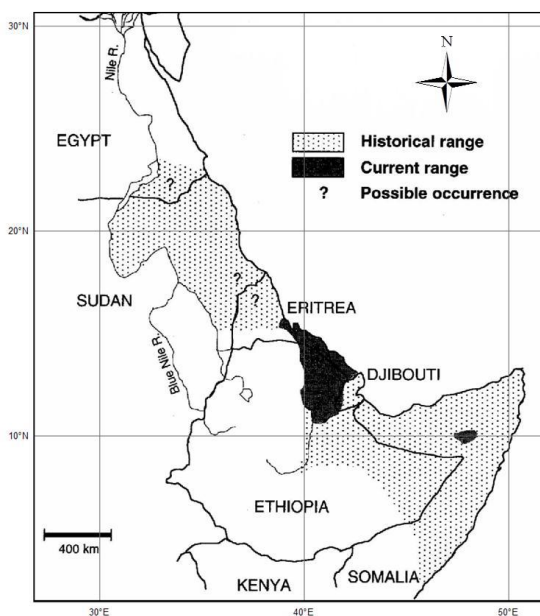 30°N
Nile R.
N
EGYPT
Historical range
Current range
? Possible occurrence
?
20°N
?
?
SUDAN
ERITREA
Blue Nile R.
DJIBOUTI
10°N
ETHIOPIA
400 km
KENYA
SOMALIA
30°E
40°E
50°E